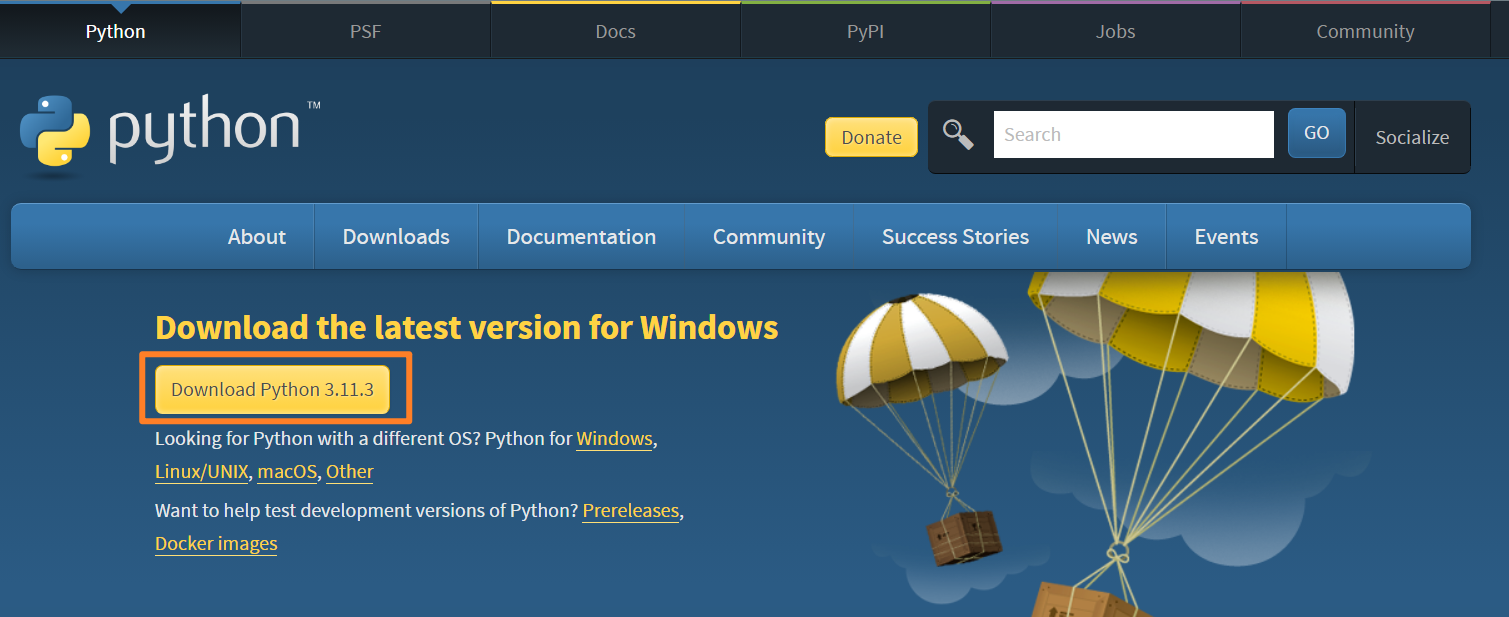 Python PSF Docs PyPI Jobs Community
python™
Donate Search GO Socialize
About Downloads Documentation Community Success Stories News Events
Download the latest version for Windows
Download Python 3.11.3
Looking for Python with a different OS? Python for Windows,
Linux/UNIX, macOS, Other
Want to help test development versions of Python? Prereleases,
Docker images